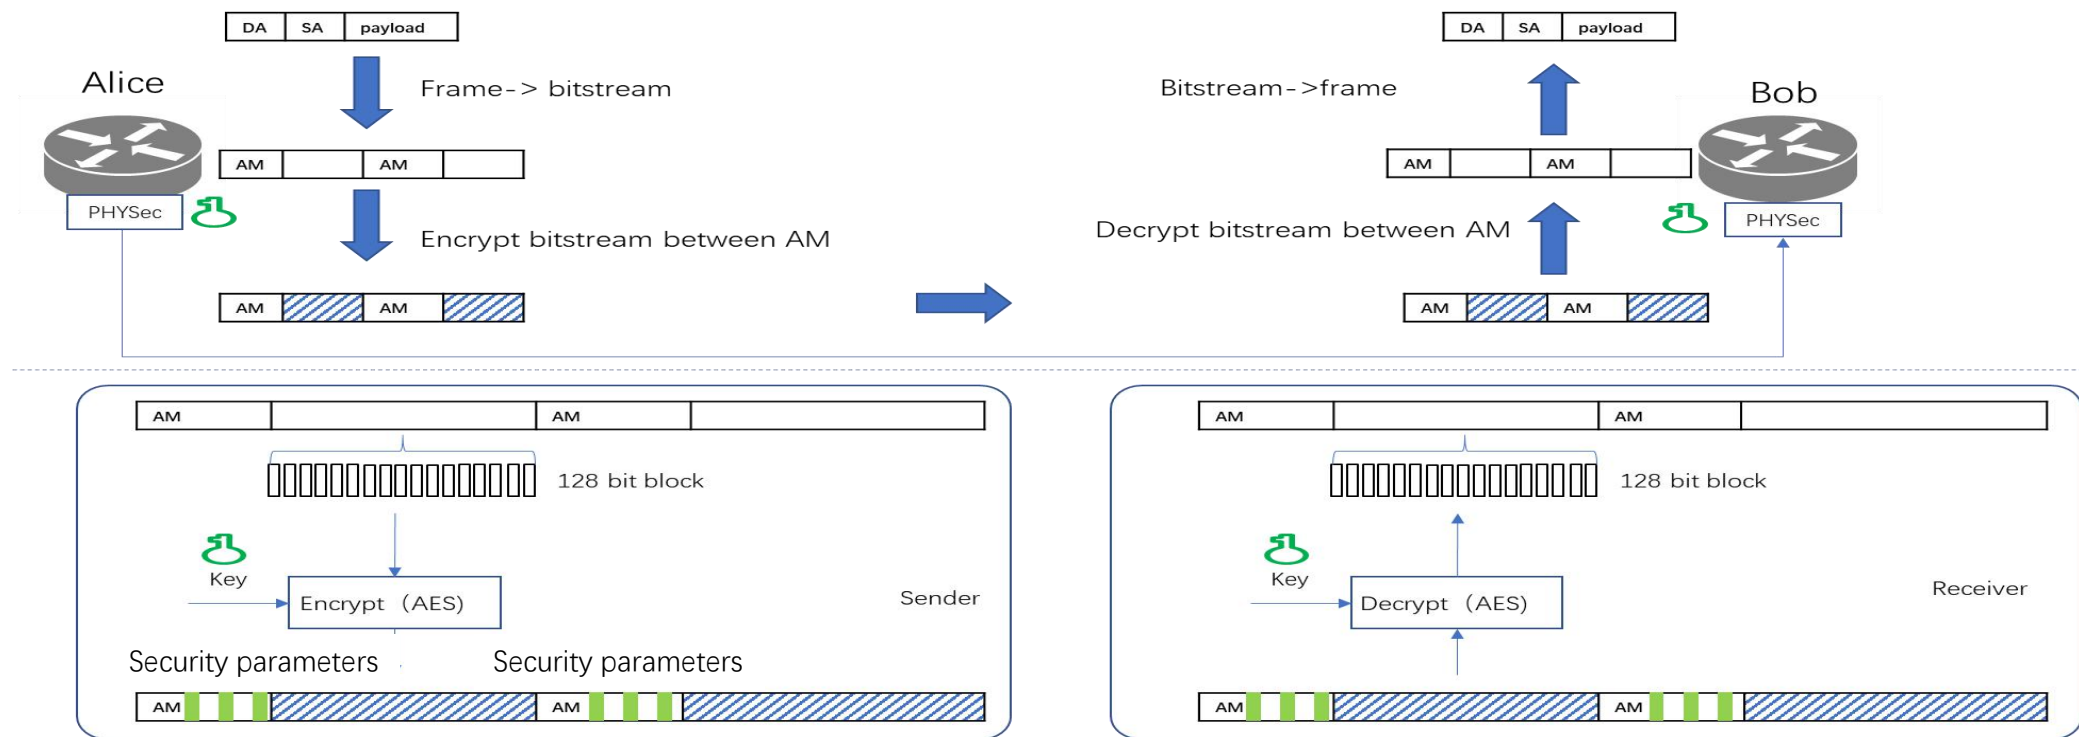 DA SA payload
Alice
Frame-> bitstream
AM AM
PHYSec
Encrypt bitstream between AM
AM AM
DA SA payload
Bitstream->frame
Bob
AM AM
PHYSec
Decrypt bitstream between AM
AM AM
AM AM
128 bit block
Key
Encrypt（AES)
Sender
Security parameters Security parameters
AM AM
AM AM
128 bit block
Key
Decrypt（AES)
Receiver
AM AM